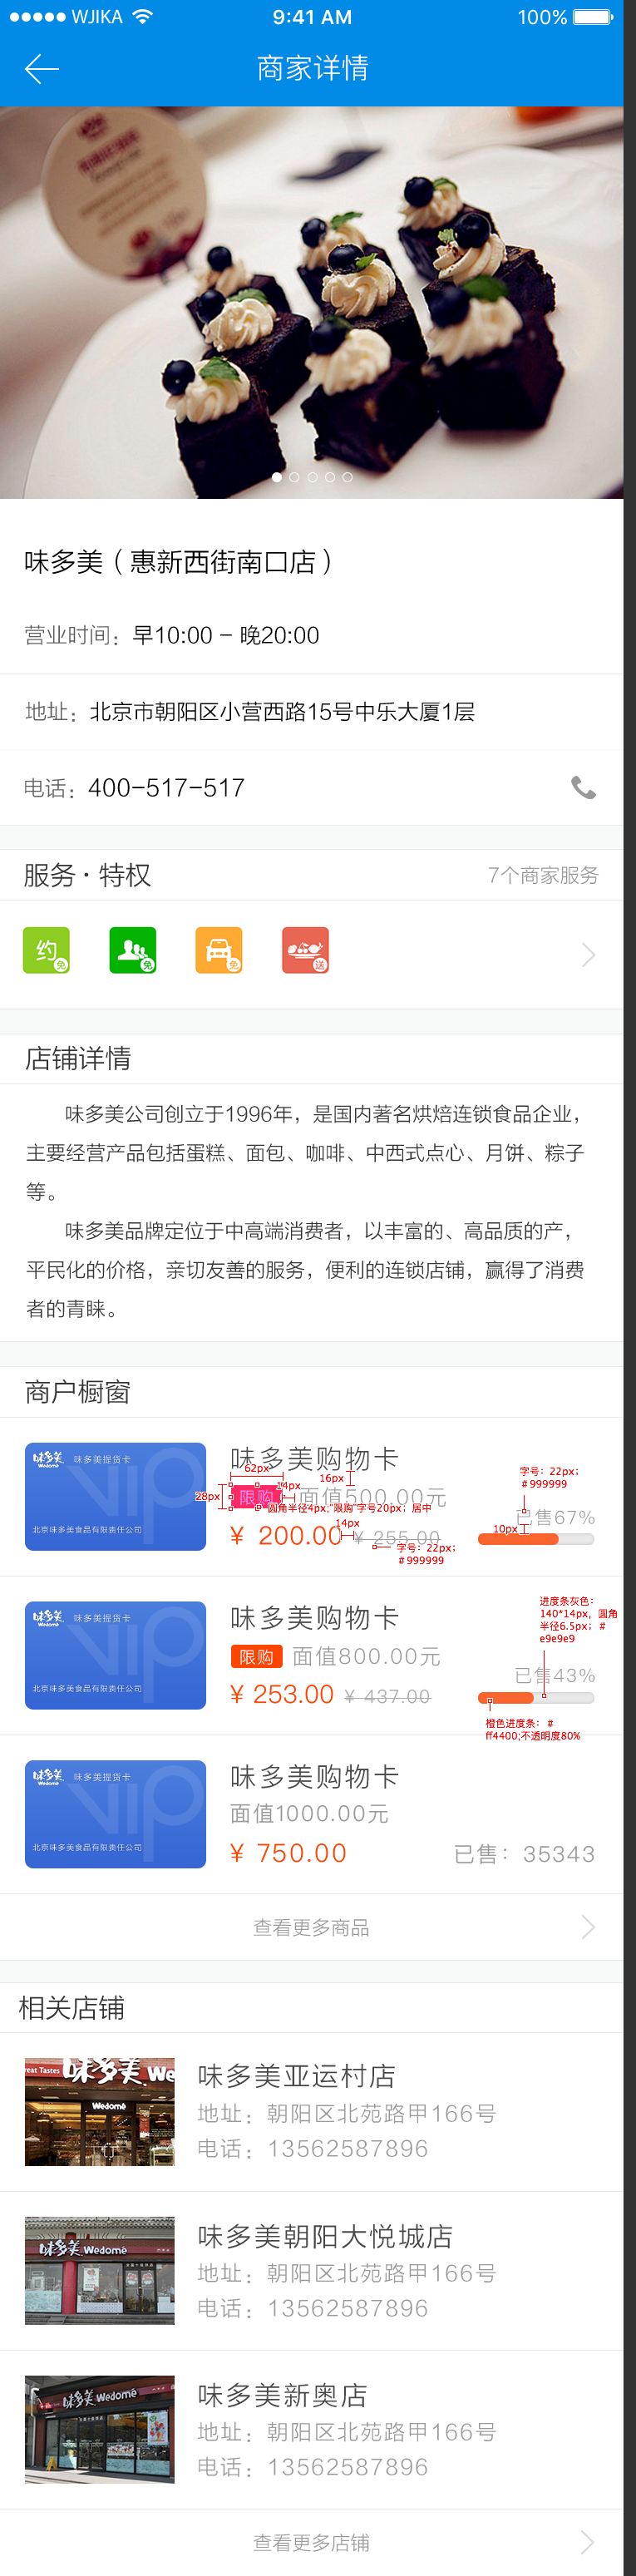 WJIKA
9:41 AM
100%
商家详情
味多美（惠新西街南口店）
营业时间：早10:00 - 晚20:00
地址：北京市朝阳区小营西路15号中乐大厦1层
电话：400-517-517
服务·特权
7个商家服务
约 免
免
免
送
店铺详情
味多美公司创立于1996年，是国内著名烘焙连锁食品企业，
主要经营产品包括蛋糕、面包、咖啡、中西式点心、月饼、粽子
等。
味多美品牌定位于中高端消费者，以丰富的、高品质的产，
平民化的价格，亲切友善的服务，便利的连锁店铺，赢得了消费
者的青睐。
商户橱窗
味多美 味多美提货卡
Wedome
vip
北京味多美食品有限责任公司
味多美购物卡
62px
16px
14px
28px
限购
面值500.00元
圆角半径4px;"限购"字号20px；居中
14px
¥ 200.00
¥ 255.00
字号：22px；
#999999
字号：22px；
#999999
已售67%
10px
味多美 味多美提货卡
Wedome
vip
北京味多美食品有限责任公司
味多美购物卡
限购 面值800.00元
¥ 253.00 ¥ 437.00
进度条灰色：
140*14px，圆角
半径6.5px；#
e9e9e9
已售43%
橙色进度条：#
ff4400;不透明度80%
味多美 味多美提货卡
Wedome
vip
北京味多美食品有限责任公司
味多美购物卡
面值1000.00元
¥ 750.00
已售：35343
查看更多商品
相关店铺
eat Tastes 味多美 We
Wedome
味多美亚运村店
地址：朝阳区北苑路甲166号
电话：13562587896
味多美 Wedome
味多美朝阳大悦城店
地址：朝阳区北苑路甲166号
电话：13562587896
味多美 Wedome
味多美新奥店
地址：朝阳区北苑路甲166号
电话：13562587896
查看更多店铺